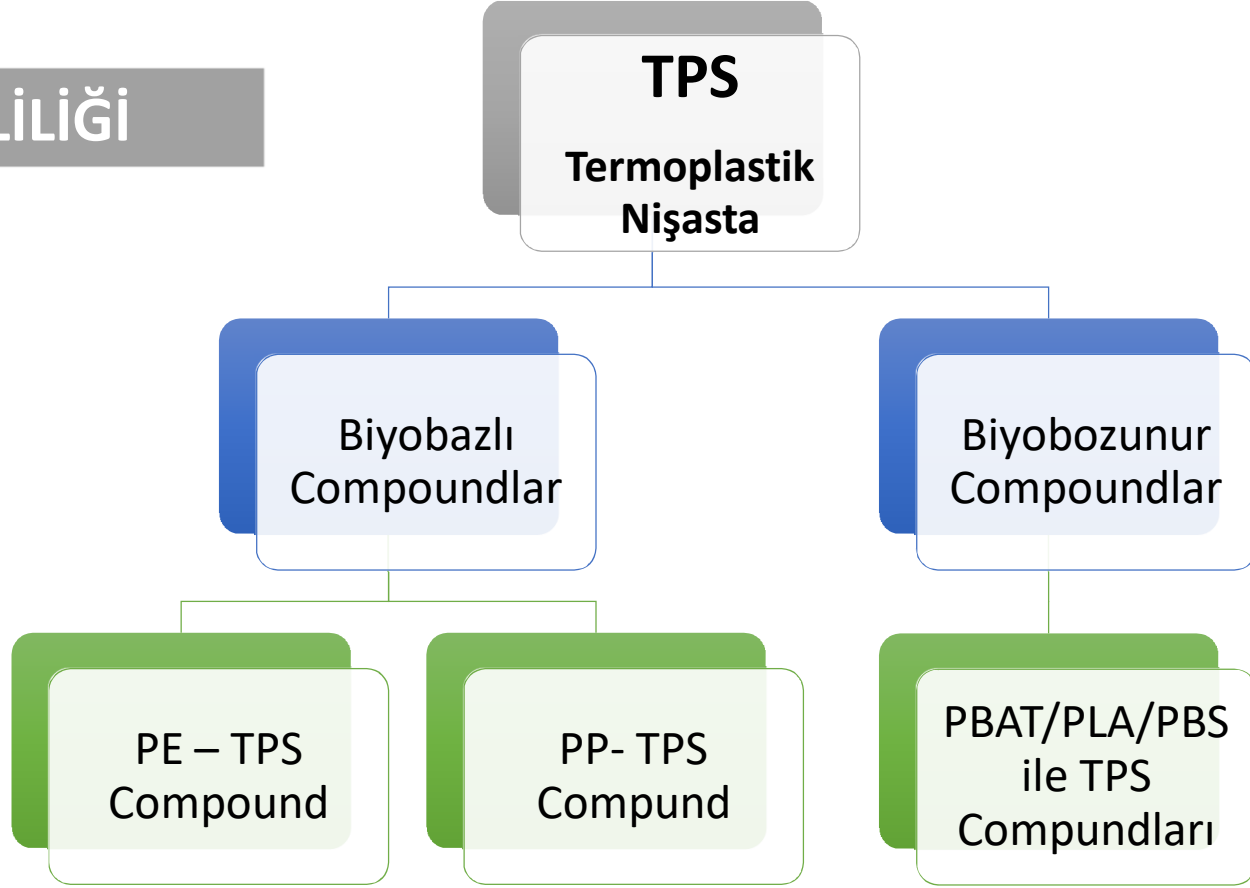 LİLİĞİ
TPS
Termoplastik
Nişasta
Biyobazlı
Compoundlar
Biyobozunur
Compoundlar
PE – TPS
Compound
PP- TPS
Compund
PBAT/PLA/PBS
ile TPS
Compundları